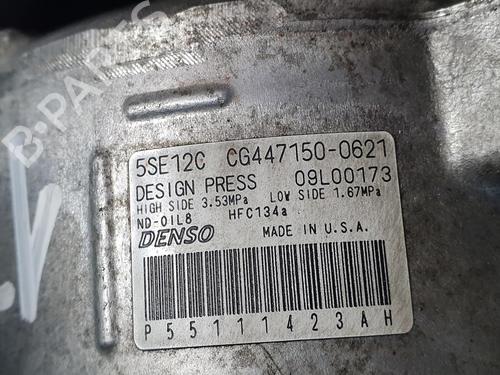 B-PARTS
5SE12C CG447150-0621
DESIGN PRESS 09L00173
HIGH SIDE 3.53MPa LOW SIDE 1.67MPa
ND-OIL8 HFC134a
DENSO MADE IN U.S.A.
P55111423AH